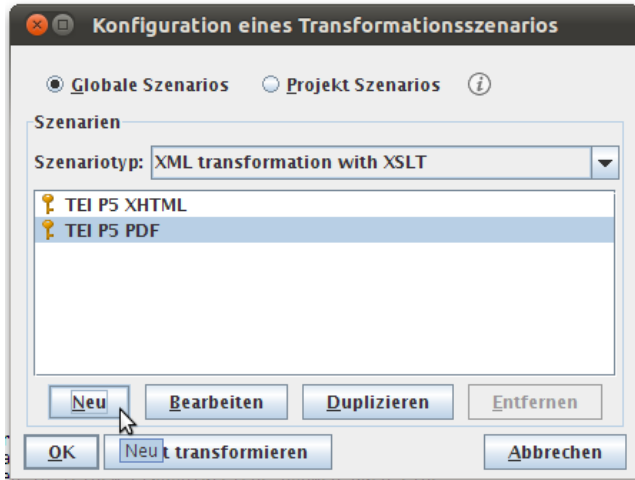 Konfiguration eines Transformationsszenarios
Globale Szenarios Projekt Szenarios i
Szenarien
Szenariotyp: XML transformation with XSLT
TEI P5 XHTML
TEI P5 PDF
Neu Bearbeiten Duplizieren Entfernen
OK Neu t transformieren Abbrechen